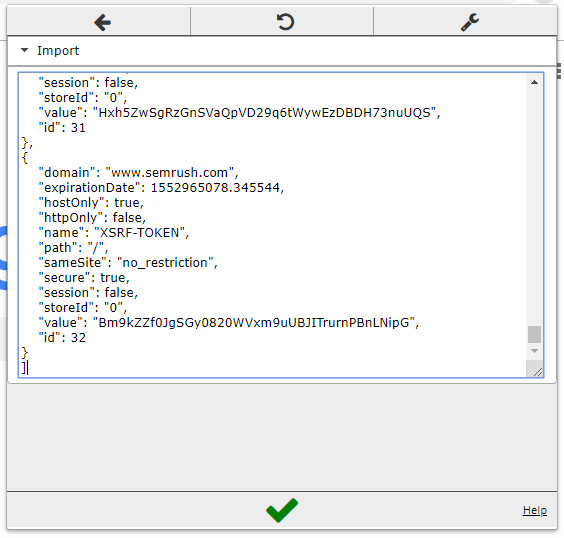 Import
"session": false,
"storeId": "0",
"value": "Hxh5ZwSgRzGnSVaQpVD29q6tWywEzDBDH73nuUQS",
"id": 31
},
{
"domain": "www.semrush.com",
"expirationDate": 1552965078.345544,
"hostOnly": true,
"httpOnly": false,
"name": "XSRF-TOKEN",
"path": "/",
"sameSite": "no_restriction",
"secure": true,
"session": false,
"storeId": "0",
"value": "Bm9kZZf0JgSGy0820WVxm9uUBJITrurnPBnLNipG",
"id": 32
}
]
Help